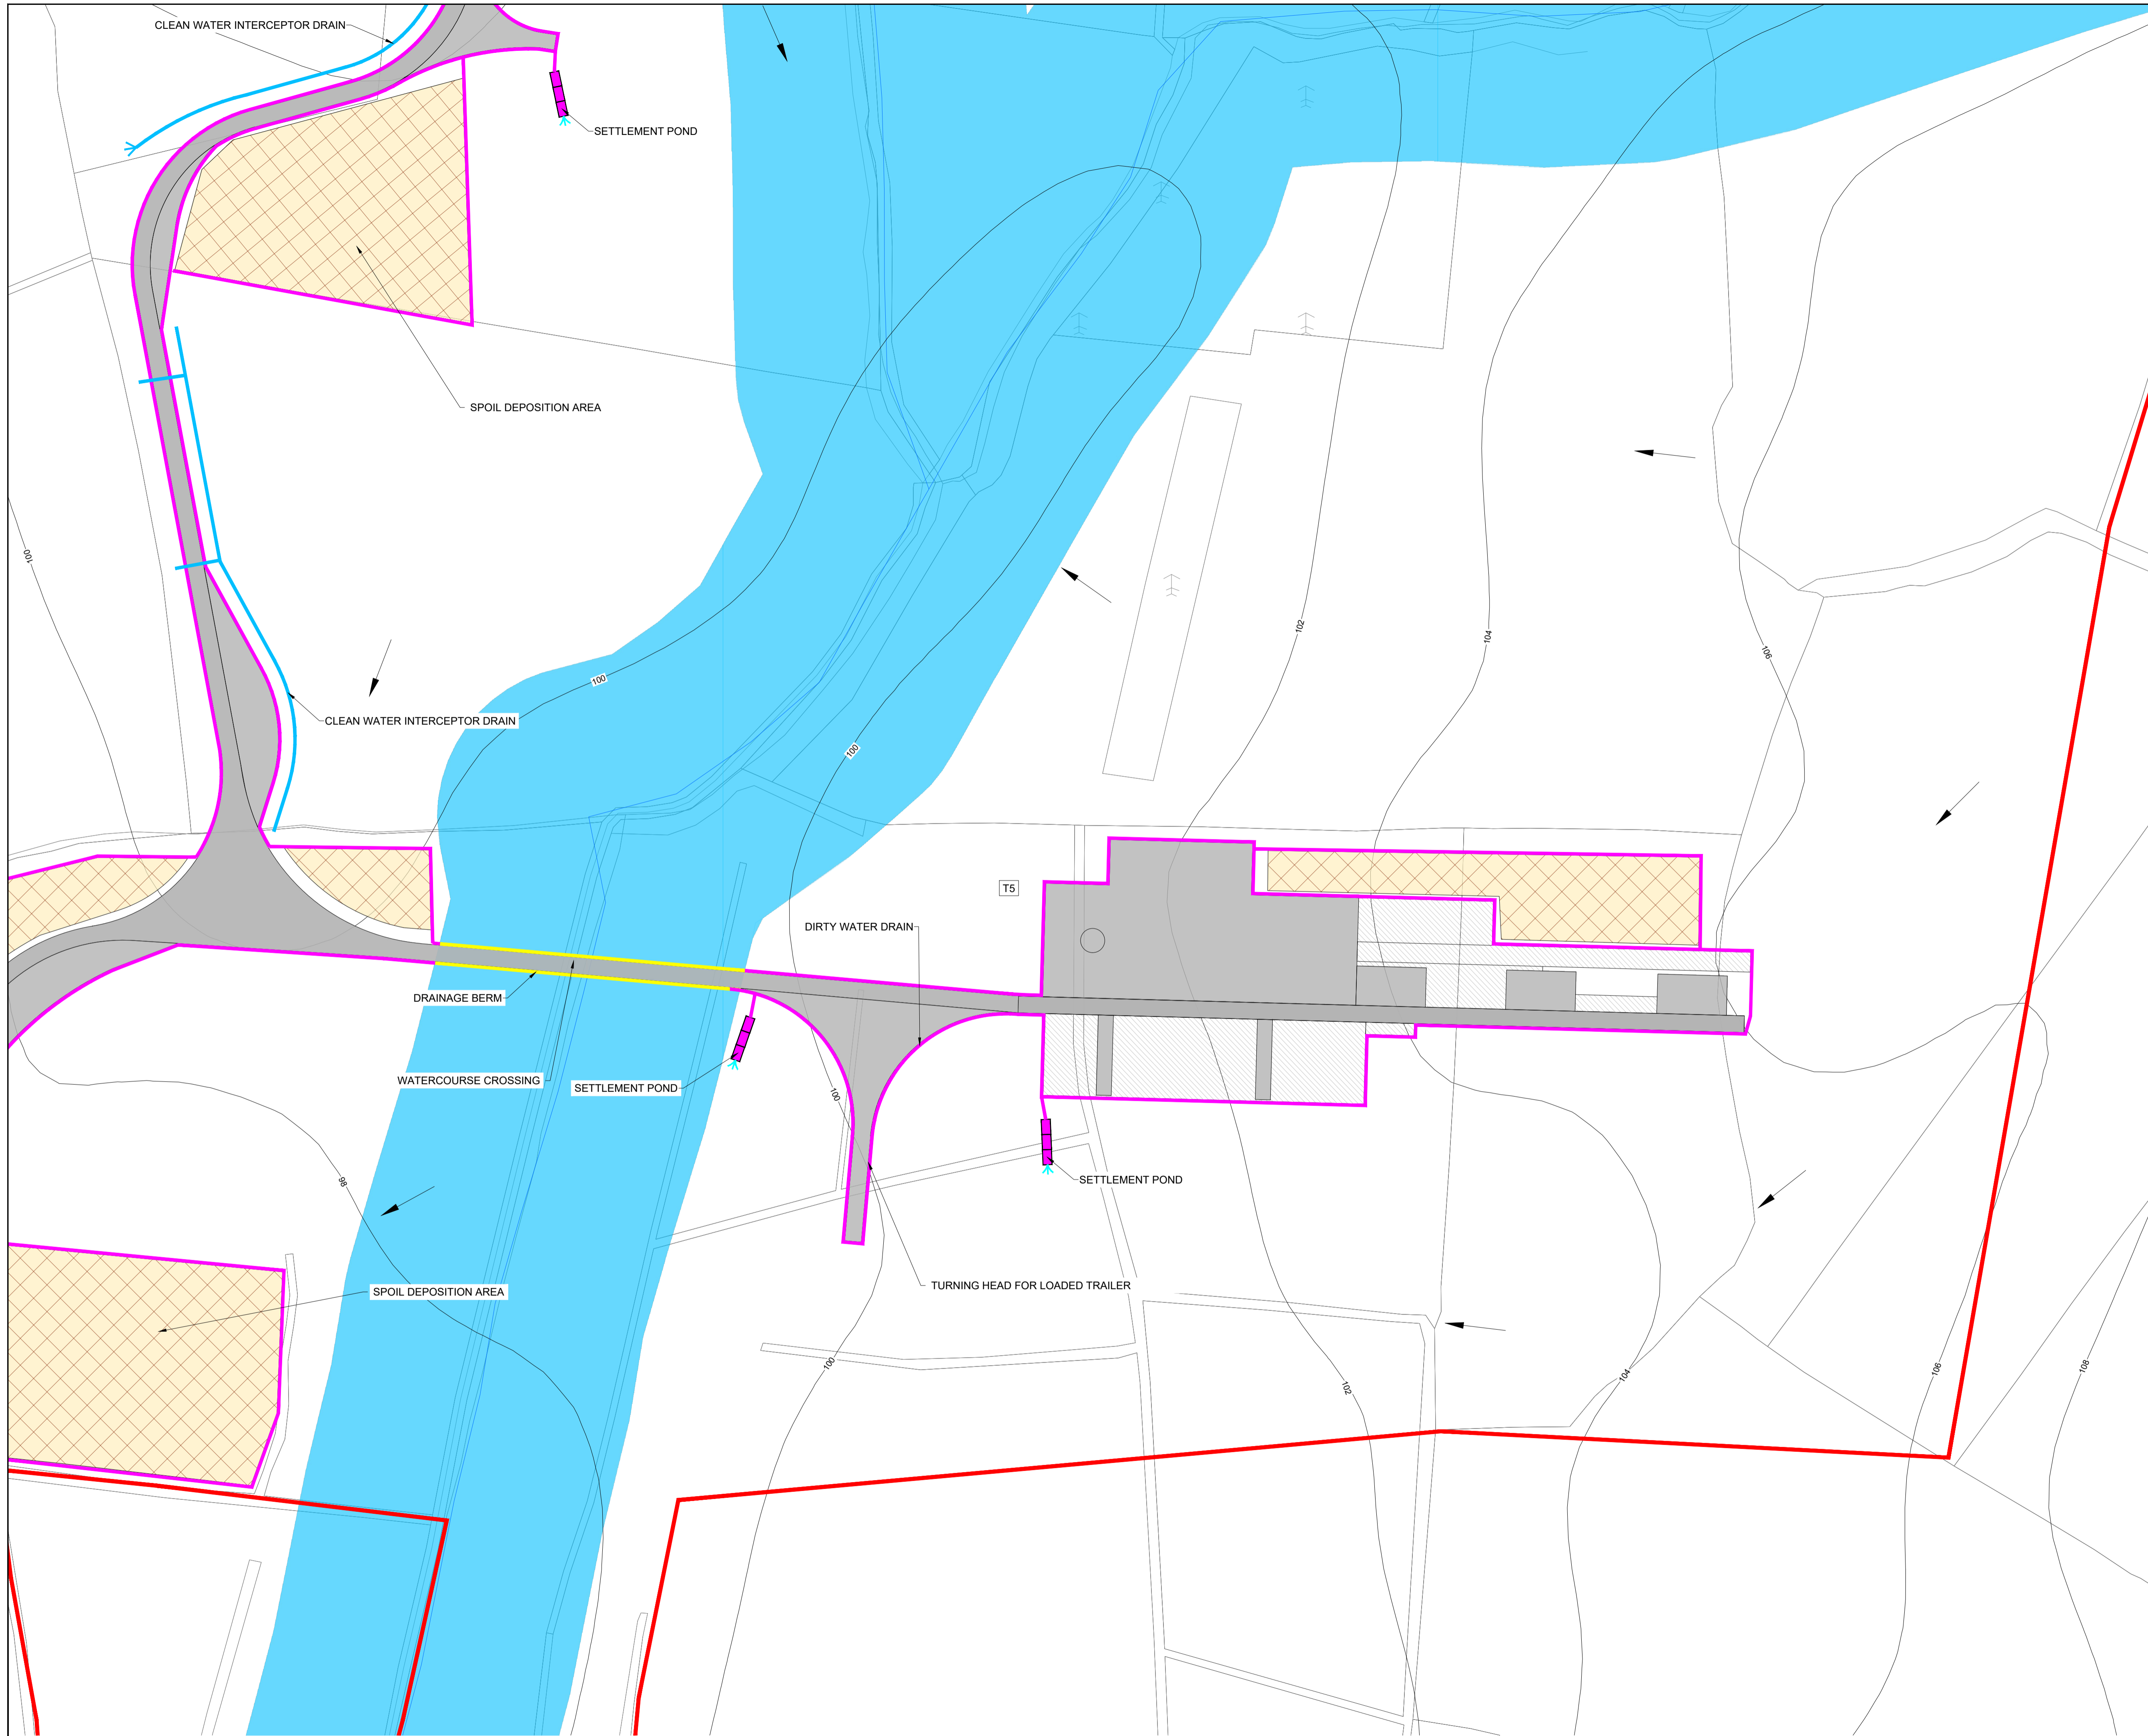 CLEAN WATER INTERCEPTOR DRAIN
SETTLEMENT POND
SPOIL DEPOSITION AREA
100
102
104
106
100
CLEAN WATER INTERCEPTOR DRAIN
100
T5
DIRTY WATER DRAIN
DRAINAGE BERM
WATERCOURSE CROSSING
SETTLEMENT POND
100
98
SETTLEMENT POND
SPOIL DEPOSITION AREA
TURNING HEAD FOR LOADED TRAILER
100
102
104
106
108